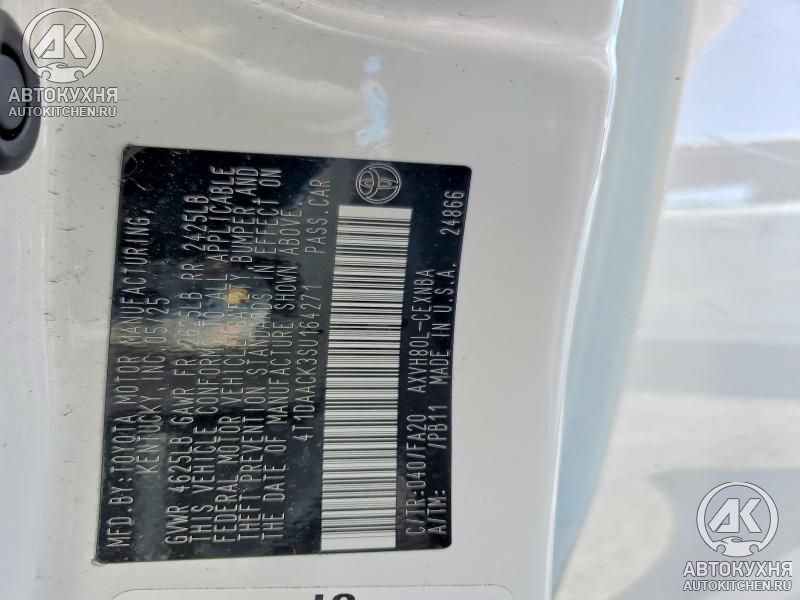 AK
АВТОКУХНЯ
AUTOKITCHEN.RU
MFD.BY:TOYOTA MOTOR MANUFACTURING,
KENTUCKY,INC.05/25
GVWR 4625LB GAWR FR 2625LB RR 2425LB
THIS VEHICLE CONFORMS TO ALL APPLICABLE
FEDERAL MOTOR VEHICLE SAFETY BUMPER AND
THEFT PREVENTION STANDARDS IN EFFECT ON
THE DATE OF MANUFACTURE SHOWN ABOVE.
4T1DAACK3SU164271 PASS.CAR
C/TR:040/FA20 AXVH80L-CEXNBA
A/TM: /PB11 MADE IN U.S.A. 24866
AK
АВТОКУХНЯ
AUTOKITCHEN.RU